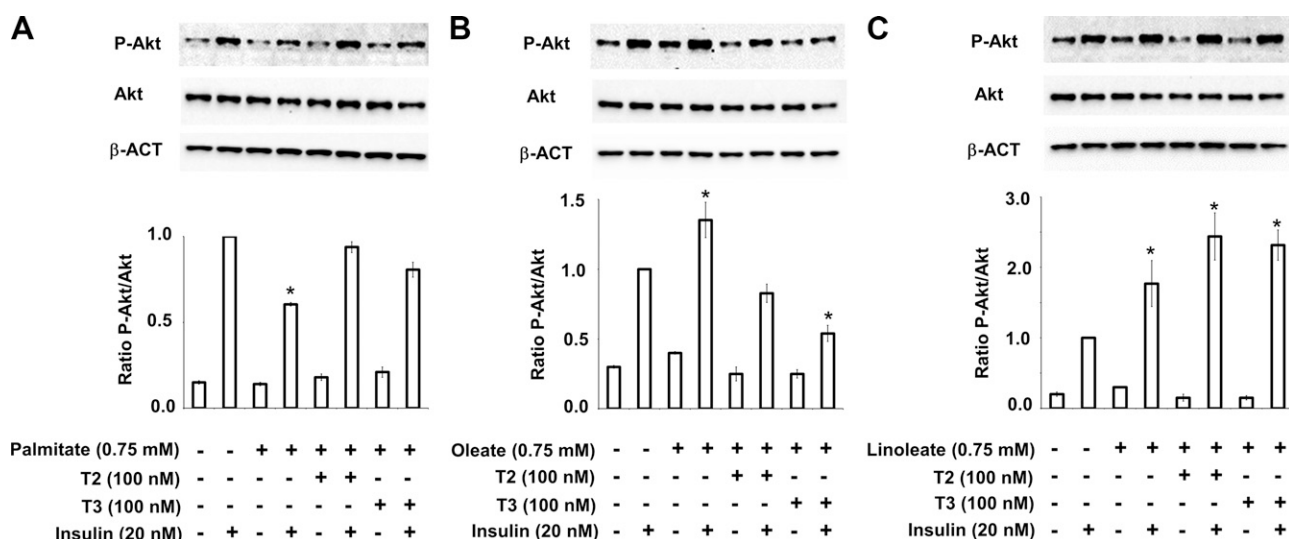 A
P-Akt
Akt
β-ACT
Ratio P-Akt/Akt
1.0
0.5
0.0
*
Palmitate (0.75 mM) - - + + + + + +
T2 (100 nM) - - - - + + - -
T3 (100 nM) - - - - - - + +
Insulin (20 nM) - + - + - + - +
B
P-Akt
Akt
β-ACT
Ratio P-Akt/Akt
1.5
1.0
0.5
0.0
*
*
Oleate (0.75 mM) - - + + + + + +
T2 (100 nM) - - - - + + - -
T3 (100 nM) - - - - - - + +
Insulin (20 nM) - + - + - + - +
C
P-Akt
Akt
β-ACT
Ratio P-Akt/Akt
3.0
2.0
1.0
0.0
*
*
*
Linoleate (0.75 mM) - - + + + + + +
T2 (100 nM) - - - - + + - -
T3 (100 nM) - - - - - - + +
Insulin (20 nM) - + - + - + - +